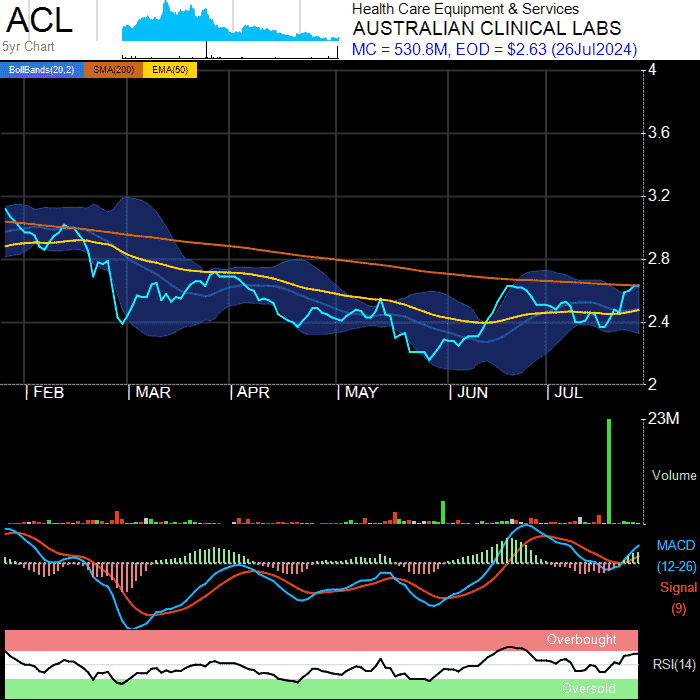 ACL
5yr Chart
Health Care Equipment & Services
AUSTRALIAN CLINICAL LABS
MC = 530.8M, EOD = $2.63 (26Jul2024)
BollBands(20,2) SMA(200) EMA(50)
4
3.6
3.2
2.8
2.4
2
FEB MAR APR MAY JUN JUL
23M
Volume
MACD
(12-26)
Signal
(9)
Overbought
RSI(14)
Oversold